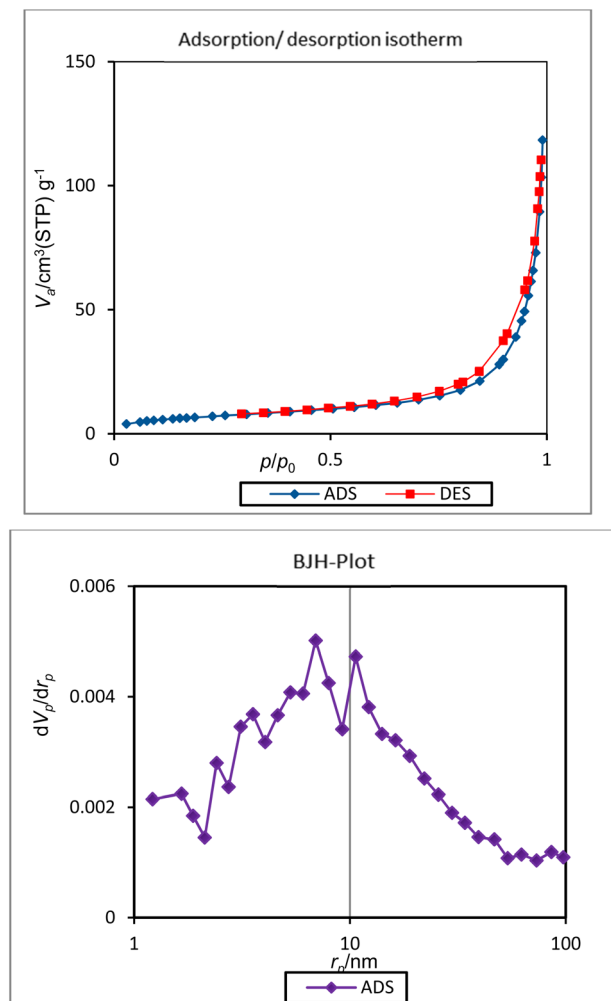 Adsorption/ desorption isotherm
150
100
50
0
Vₐ/cm³(STP) g⁻¹
0
0.5
1
p/p₀
ADS
DES
BJH-Plot
0.006
0.004
0.002
0
dVₚ/drₚ
1
10
100
rₚ/nm
ADS